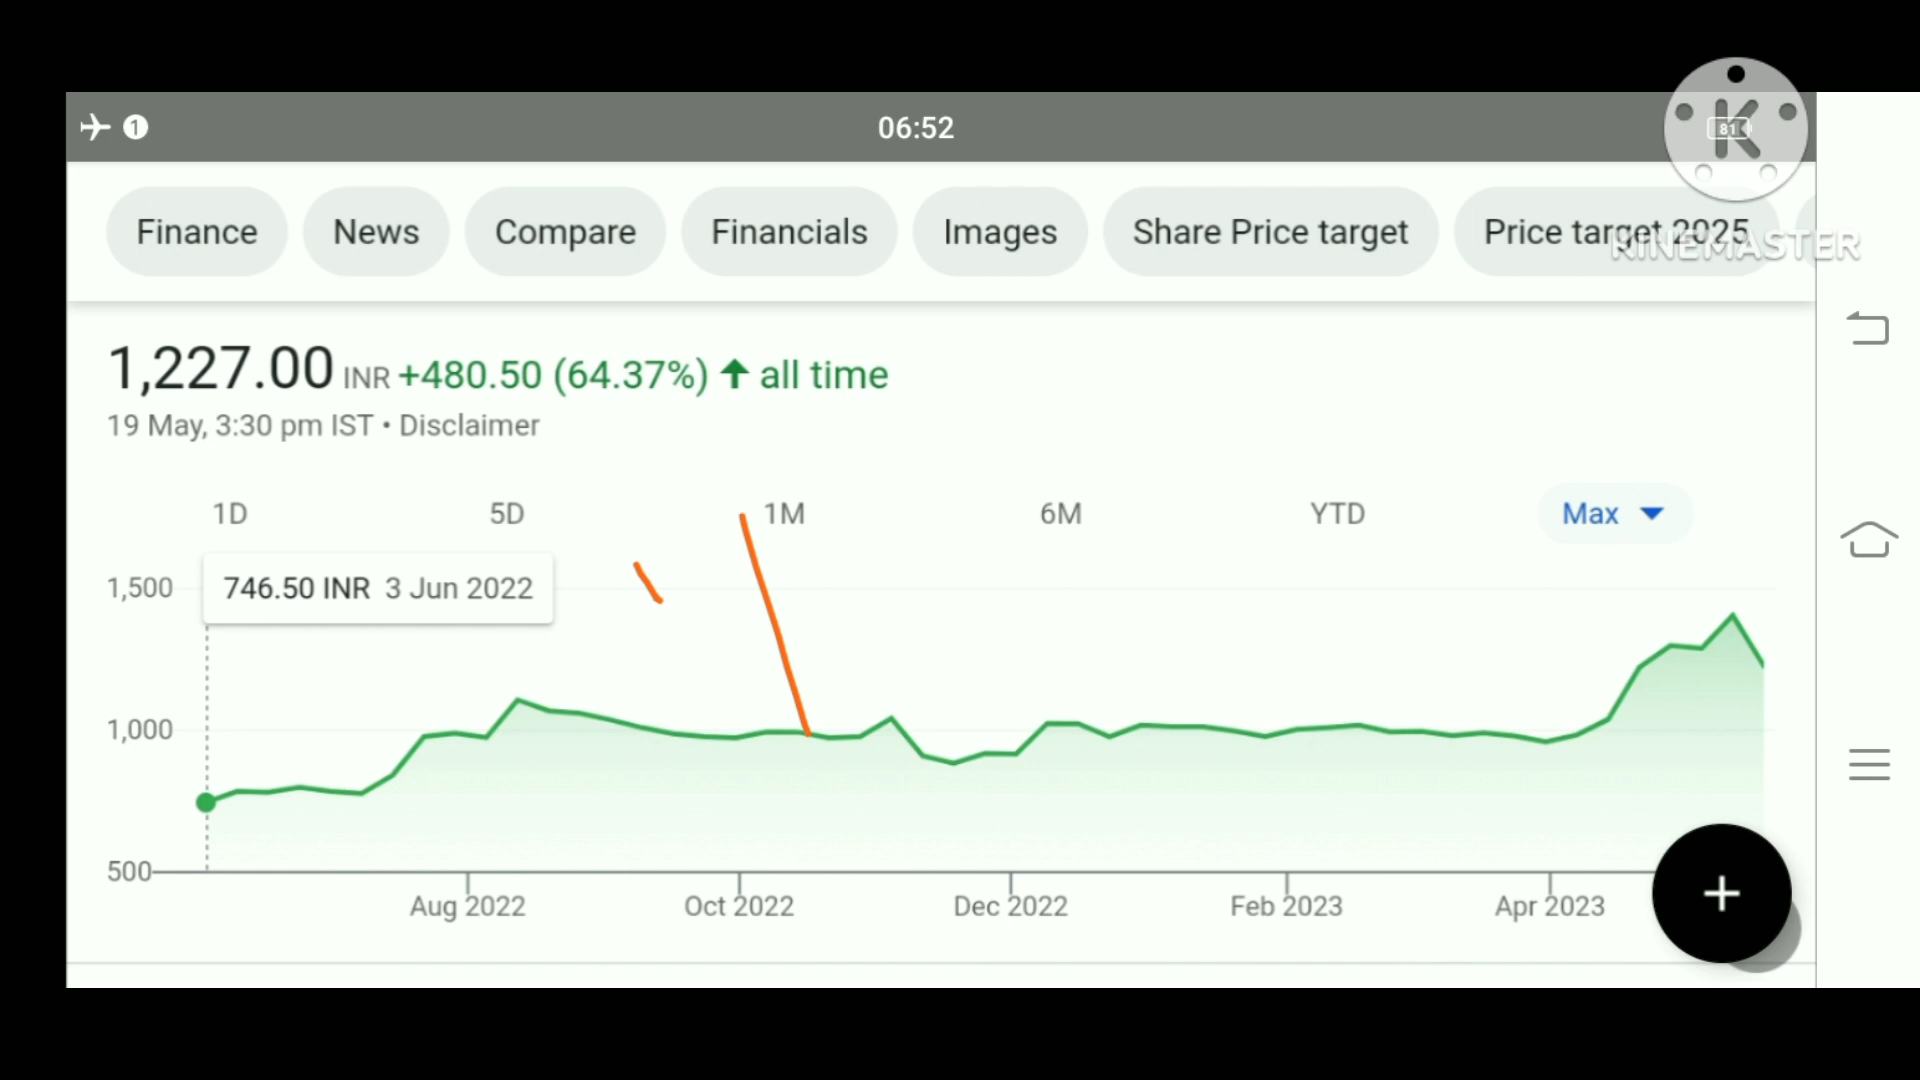 1 06:52 81
K
Finance News Compare Financials Images Share Price target Price target 2025
KINEMASTER
1,227.00 INR +480.50 (64.37%) ↑ all time
19 May, 3:30 pm IST • Disclaimer
1D 5D 1M 6M YTD Max
746.50 INR 3 Jun 2022
1,500
1,000
500
Aug 2022 Oct 2022 Dec 2022 Feb 2023 Apr 2023
+